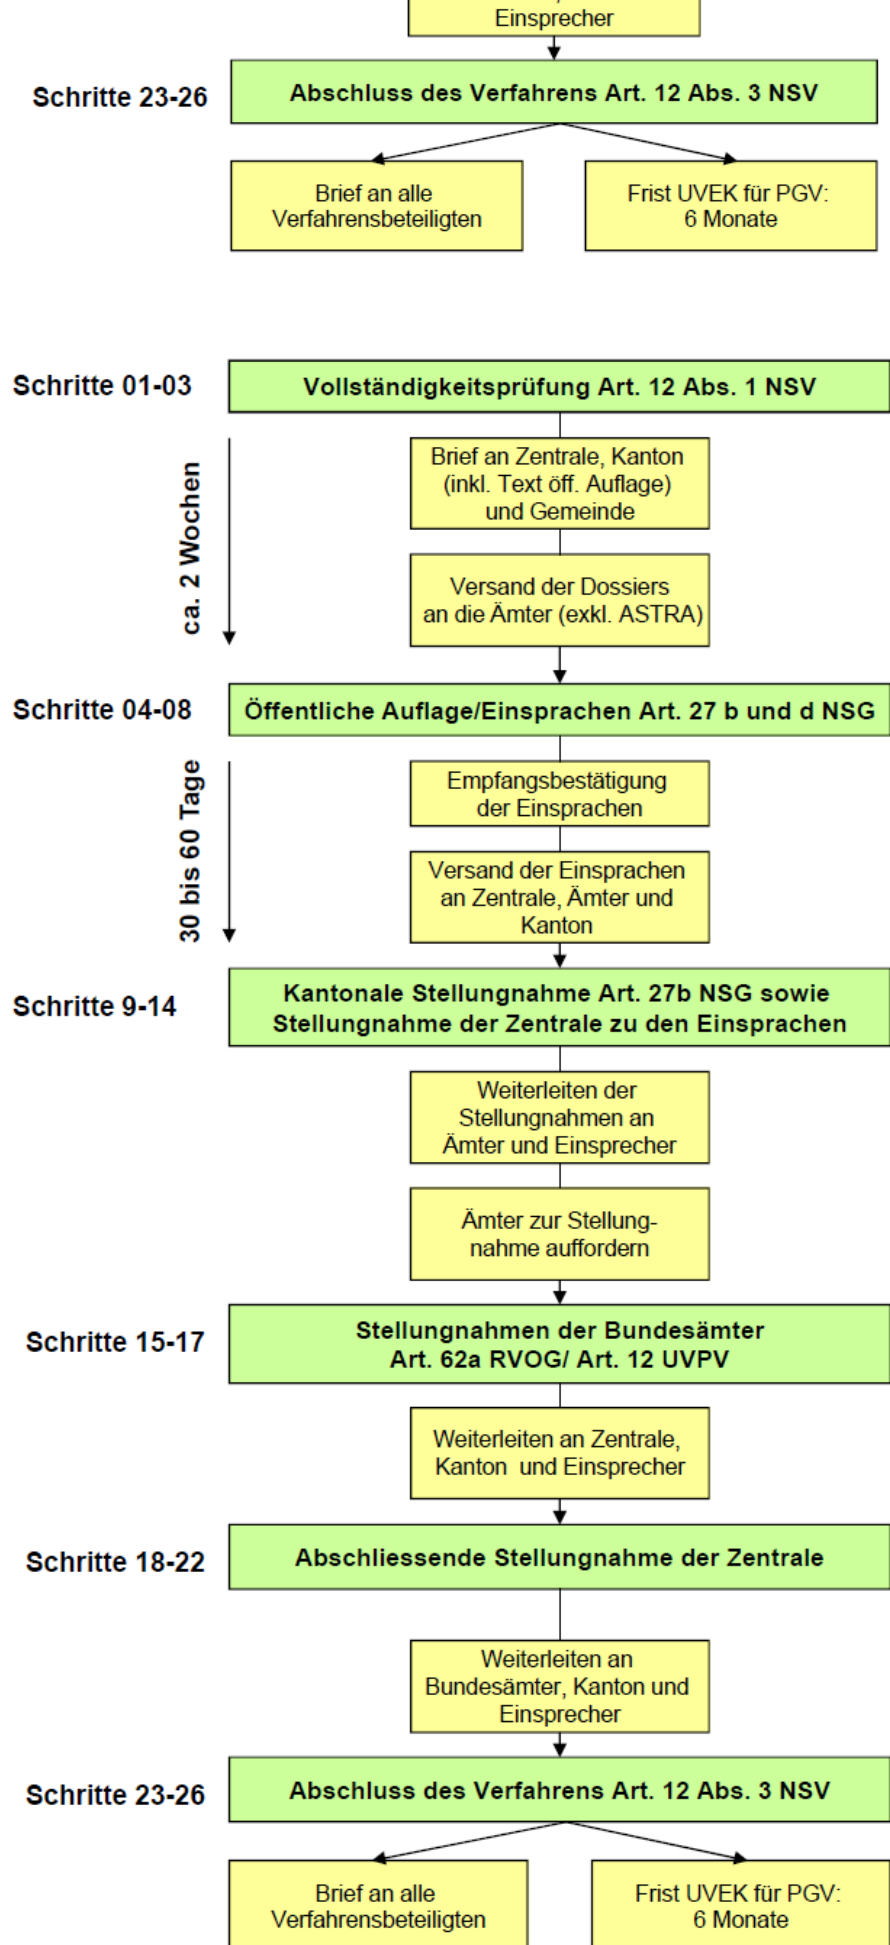 Einsprecher
Schritte 23-26
Abschluss des Verfahrens Art. 12 Abs. 3 NSV
Brief an alle
Verfahrensbeteiligten
Frist UVEK für PGV:
6 Monate
Schritte 01-03
Vollständigkeitsprüfung Art. 12 Abs. 1 NSV
ca. 2 Wochen
Brief an Zentrale, Kanton
(inkl. Text öff. Auflage)
und Gemeinde
Versand der Dossiers
an die Ämter (exkl. ASTRA)
Schritte 04-08
Öffentliche Auflage/Einsprachen Art. 27 b und d NSG
30 bis 60 Tage
Empfangsbestätigung
der Einsprachen
Versand der Einsprachen
an Zentrale, Ämter und
Kanton
Schritte 9-14
Kantonale Stellungnahme Art. 27b NSG sowie
Stellungnahme der Zentrale zu den Einsprachen
Weiterleiten der
Stellungnahmen an
Ämter und Einsprecher
Ämter zur Stellung-
nahme auffordern
Schritte 15-17
Stellungnahmen der Bundesämter
Art. 62a RVOG/ Art. 12 UVPV
Weiterleiten an Zentrale,
Kanton und Einsprecher
Schritte 18-22
Abschliessende Stellungnahme der Zentrale
Weiterleiten an
Bundesämter, Kanton und
Einsprecher
Schritte 23-26
Abschluss des Verfahrens Art. 12 Abs. 3 NSV
Brief an alle
Verfahrensbeteiligten
Frist UVEK für PGV:
6 Monate